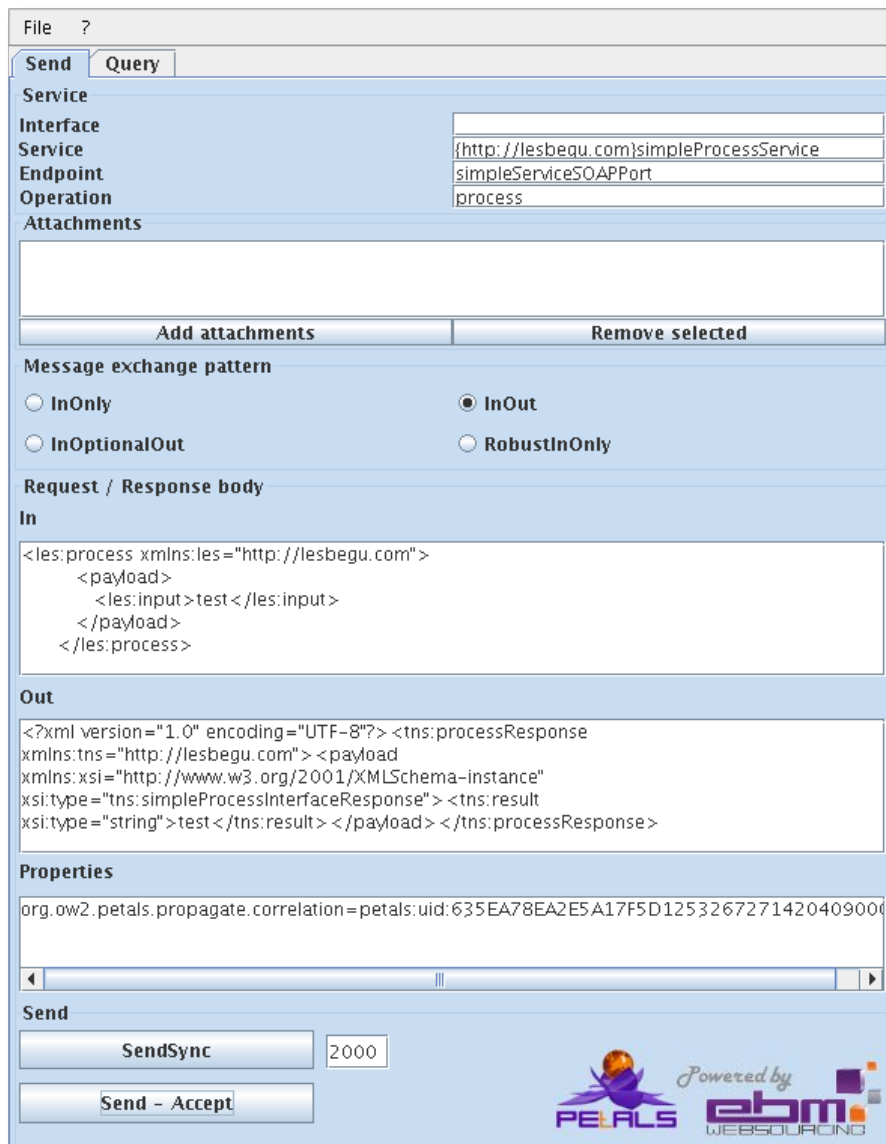 File ?
Send Query
Service
Interface
Service {http://lesbegu.com}simpleProcessService
Endpoint simpleServiceSOAPPort
Operation process
Attachments
Add attachments Remove selected
Message exchange pattern
InOnly InOut
InOptionalOut RobustInOnly
Request / Response body
In
<les:process xmlns:les="http://lesbegu.com">
<payload>
<les:input>test</les:input>
</payload>
</les:process>
Out
<?xml version="1.0" encoding="UTF-8"?><tns:processResponse
xmlns:tns="http://lesbegu.com"><payload
xmlns:xsi="http://www.w3.org/2001/XMLSchema-instance"
xsi:type="tns:simpleProcessInterfaceResponse"><tns:result
xsi:type="string">test</tns:result></payload></tns:processResponse>
Properties
org.ow2.petals.propagate.correlation=petals:uid:635EA78EA2E5A17F5D1253267271420409000
Send
SendSync 2000
Send - Accept
PEtALS
Powered by
ebm
WEBSOURCING